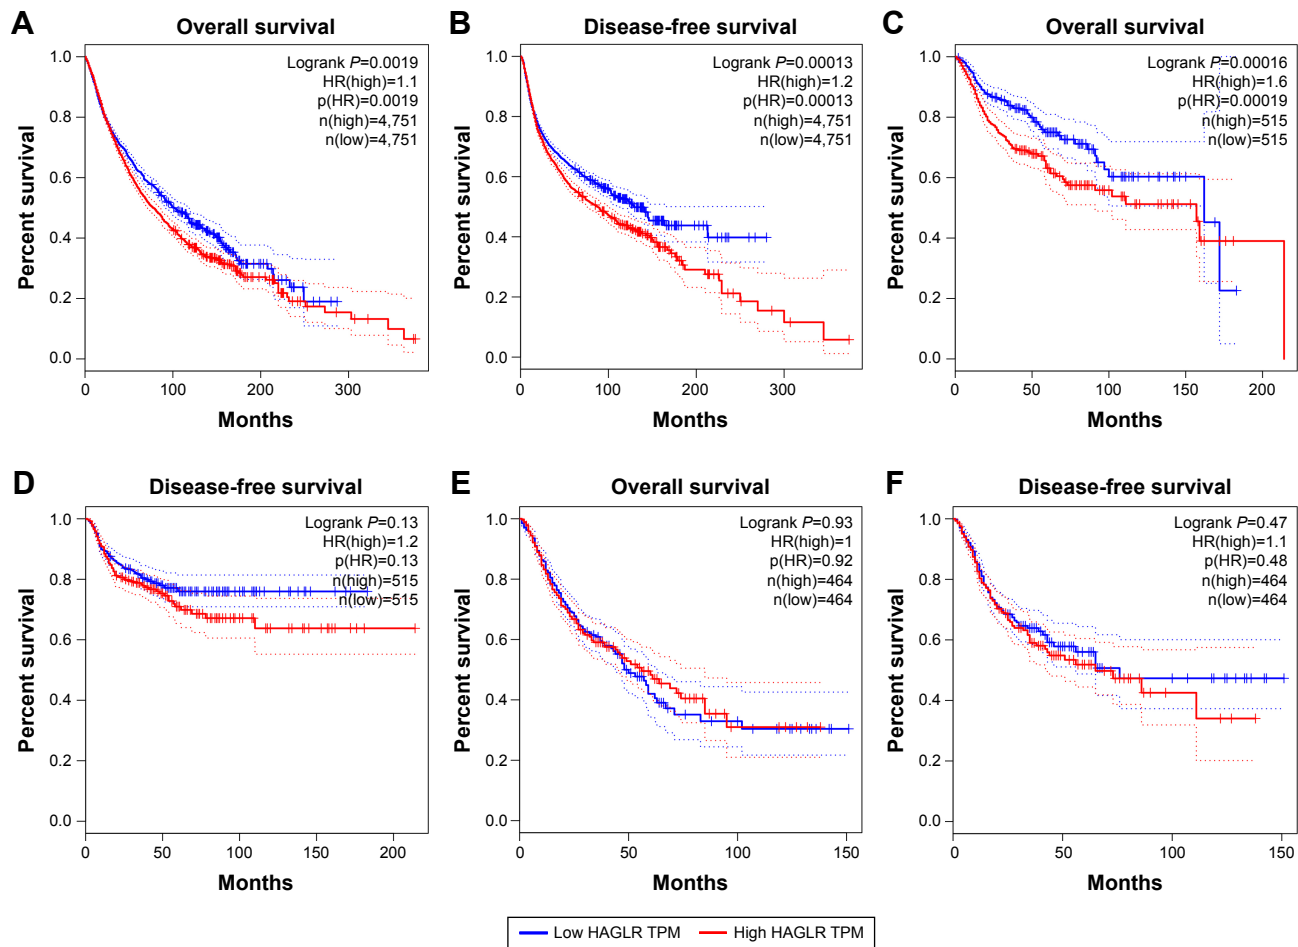 A
Overall survival
Logrank P=0.0019
HR(high)=1.1
p(HR)=0.0019
n(high)=4,751
n(low)=4,751
Percent survival
1.0
0.8
0.6
0.4
0.2
0.0
0 100 200 300
Months
B
Disease-free survival
Logrank P=0.00013
HR(high)=1.2
p(HR)=0.00013
n(high)=4,751
n(low)=4,751
Percent survival
1.0
0.8
0.6
0.4
0.2
0.0
0 100 200 300
Months
C
Overall survival
Logrank P=0.00016
HR(high)=1.6
p(HR)=0.00019
n(high)=515
n(low)=515
Percent survival
1.0
0.8
0.6
0.4
0.2
0.0
0 50 100 150 200
Months
D
Disease-free survival
Logrank P=0.13
HR(high)=1.2
p(HR)=0.13
n(high)=515
n(low)=515
Percent survival
1.0
0.8
0.6
0.4
0.2
0.0
0 50 100 150 200
Months
E
Overall survival
Logrank P=0.93
HR(high)=1
p(HR)=0.92
n(high)=464
n(low)=464
Percent survival
1.0
0.8
0.6
0.4
0.2
0.0
0 50 100 150
Months
F
Disease-free survival
Logrank P=0.47
HR(high)=1.1
p(HR)=0.48
n(high)=464
n(low)=464
Percent survival
1.0
0.8
0.6
0.4
0.2
0.0
0 50 100 150
Months
Low HAGLR TPM High HAGLR TPM